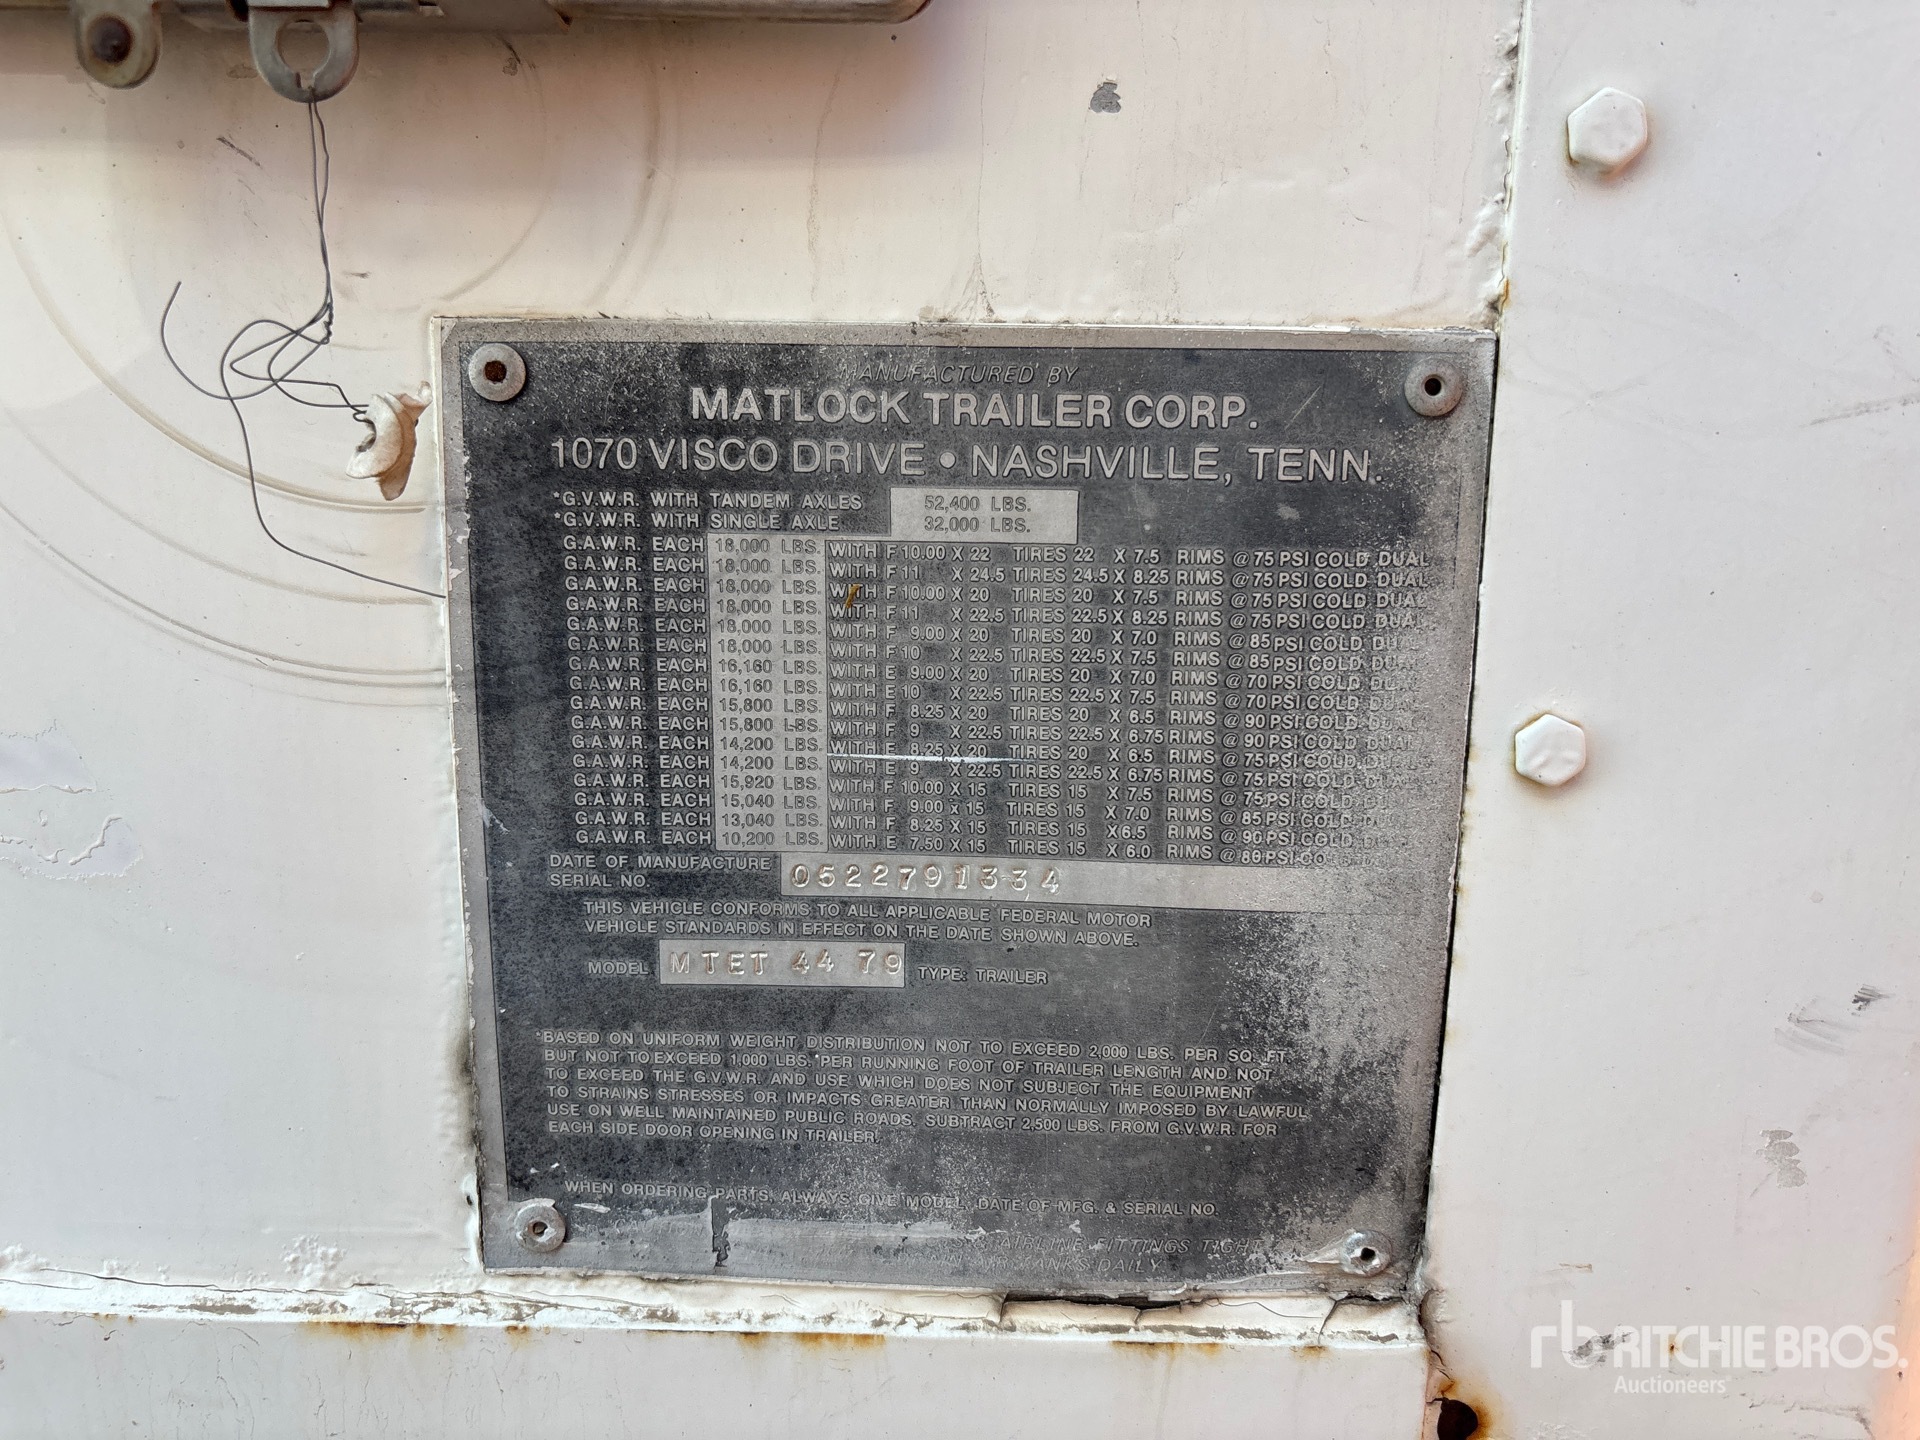 MANUFACTURED BY
MATLOCK TRAILER CORP.
1070 VISCO DRIVE • NASHVILLE, TENN.
*G.V.W.R. WITH TANDEM AXLES 52,400 LBS.
*G.V.W.R. WITH SINGLE AXLE 32,000 LBS.
G.A.W.R. EACH 18,000 LBS. WITH F 10.00 X 22 TIRES 22 X 7.5 RIMS @ 75 PSI COLD DUAL
G.A.W.R. EACH 18,000 LBS. WITH F 11 X 24.5 TIRES 24.5 X 8.25 RIMS @ 75 PSI COLD DUAL
G.A.W.R. EACH 18,000 LBS. WITH F 10.00 X 20 TIRES 20 X 7.5 RIMS @ 75 PSI COLD DUAL
G.A.W.R. EACH 18,000 LBS. WITH F 11 X 22.5 TIRES 22.5 X 8.25 RIMS @ 75 PSI COLD DUAL
G.A.W.R. EACH 18,000 LBS. WITH F 9.00 X 20 TIRES 20 X 7.0 RIMS @ 85 PSI COLD DUAL
G.A.W.R. EACH 18,000 LBS. WITH F 10 X 22.5 TIRES 22.5 X 7.5 RIMS @ 85 PSI COLD DUAL
G.A.W.R. EACH 16,160 LBS. WITH E 9.00 X 20 TIRES 20 X 7.0 RIMS @ 70 PSI COLD DUAL
G.A.W.R. EACH 16,160 LBS. WITH E 10 X 22.5 TIRES 22.5 X 7.5 RIMS @ 70 PSI COLD DUAL
G.A.W.R. EACH 15,800 LBS. WITH F 8.25 X 20 TIRES 20 X 6.5 RIMS @ 90 PSI COLD DUAL
G.A.W.R. EACH 15,800 LBS. WITH F 9 X 22.5 TIRES 22.5 X 6.75 RIMS @ 90 PSI COLD DUAL
G.A.W.R. EACH 14,200 LBS. WITH E 8.25 X 20 TIRES 20 X 6.5 RIMS @ 75 PSI COLD DUAL
G.A.W.R. EACH 14,200 LBS. WITH E 9 X 22.5 TIRES 22.5 X 6.75 RIMS @ 75 PSI COLD
G.A.W.R. EACH 15,920 LBS. WITH F 10.00 X 15 TIRES 15 X 7.5 RIMS @ 75 PSI COLD
G.A.W.R. EACH 15,040 LBS. WITH F 9.00 X 15 TIRES 15 X 7.0 RIMS @ 85 PSI COLD
G.A.W.R. EACH 13,040 LBS. WITH F 8.25 X 15 TIRES 15 X 6.5 RIMS @ 90 PSI COLD
G.A.W.R. EACH 10,200 LBS. WITH E 7.50 X 15 TIRES 15 X 6.0 RIMS @ 80 PSI
DATE OF MANUFACTURE
SERIAL NO. 0522791334
THIS VEHICLE CONFORMS TO ALL APPLICABLE FEDERAL MOTOR
VEHICLE STANDARDS IN EFFECT ON THE DATE SHOWN ABOVE.
MODEL MTET 44 79 TYPE: TRAILER
*BASED ON UNIFORM WEIGHT DISTRIBUTION NOT TO EXCEED 2,000 LBS. PER SQ. FT.
BUT NOT TO EXCEED 1,000 LBS. PER RUNNING FOOT OF TRAILER LENGTH AND NOT
TO EXCEED THE G.V.W.R. AND USE WHICH DOES NOT SUBJECT THE EQUIPMENT
TO STRAINS STRESSES OR IMPACTS GREATER THAN NORMALLY IMPOSED BY LAWFUL
USE ON WELL MAINTAINED PUBLIC ROADS. SUBTRACT 2,500 LBS. FROM G.V.W.R. FOR
EACH SIDE DOOR OPENING IN TRAILER.
WHEN ORDERING PARTS, ALWAYS GIVE MODEL, DATE OF MFG. & SERIAL NO.
AIRLINE FITTINGS TIGHT
TANKS DAILY
rb RITCHIE BROS.
Auctioneers